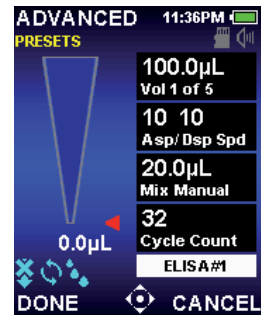 ADVANCED 11:36PM
PRESETS
100.0µL
Vol 1 of 5
10 10
Asp/Dsp Spd
20.0µL
Mix Manual
32
Cycle Count
0.0µL
ELISA#1
DONE CANCEL